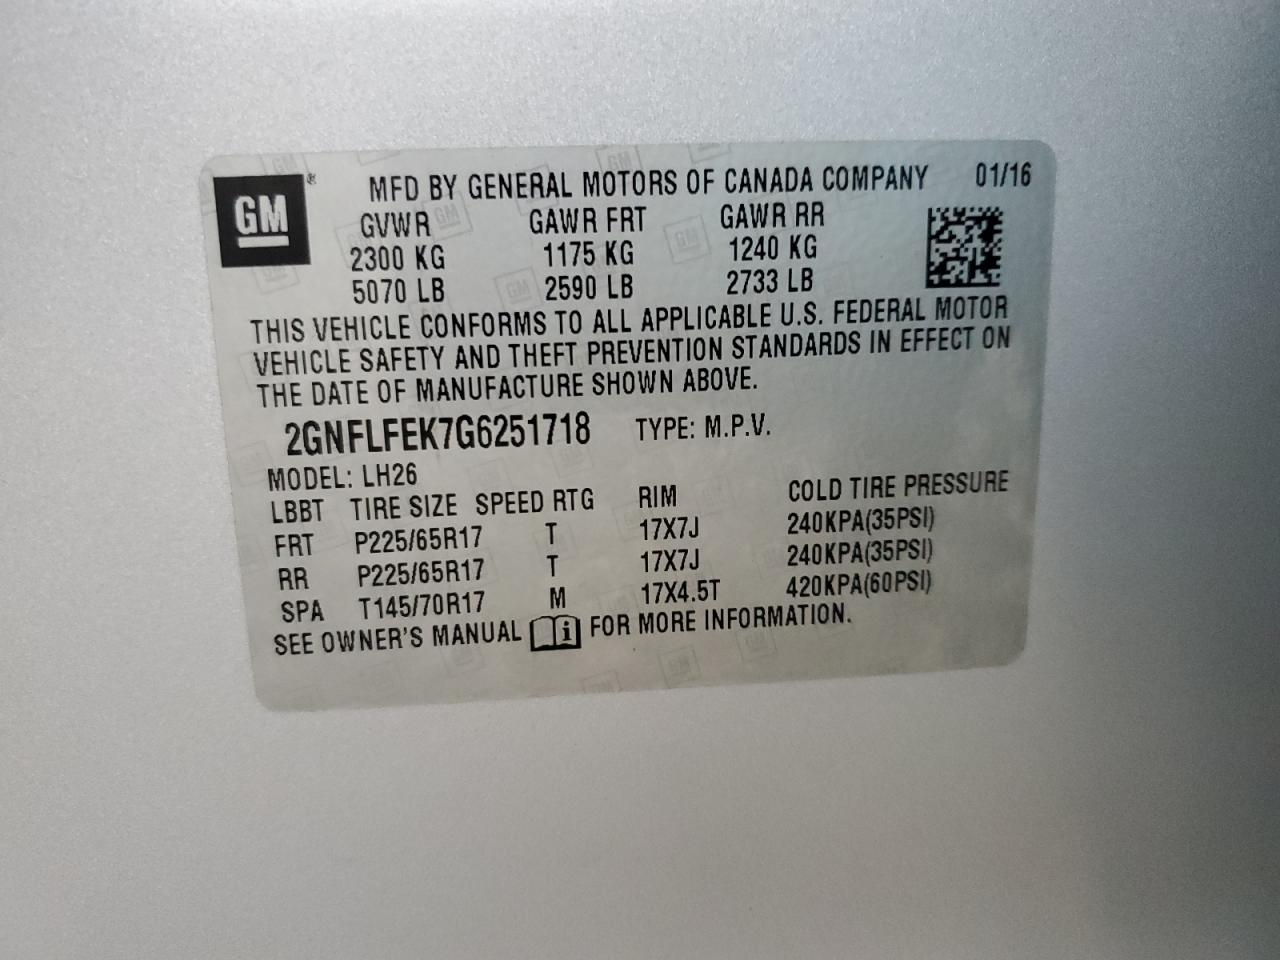 GM ® MFD BY GENERAL MOTORS OF CANADA COMPANY 01/16
GVWR GAWR FRT GAWR RR
2300 KG 1175 KG 1240 KG
5070 LB 2590 LB 2733 LB
THIS VEHICLE CONFORMS TO ALL APPLICABLE U.S. FEDERAL MOTOR
VEHICLE SAFETY AND THEFT PREVENTION STANDARDS IN EFFECT ON
THE DATE OF MANUFACTURE SHOWN ABOVE.
2GNFLFEK7G6251718 TYPE: M.P.V.
MODEL: LH26
LBBT TIRE SIZE SPEED RTG RIM COLD TIRE PRESSURE
FRT P225/65R17 T 17X7J 240KPA(35PSI)
RR P225/65R17 T 17X7J 240KPA(35PSI)
SPA T145/70R17 M 17X4.5T 420KPA(60PSI)
SEE OWNER'S MANUAL i FOR MORE INFORMATION.